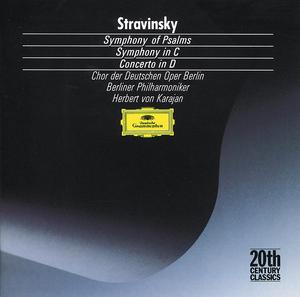 Stravinsky
Symphony of Psalms
Symphony in C
Concerto in D
Chor der Deutschen Oper Berlin
Berliner Philharmoniker
Herbert von Karajan
Deutsche
Grammophon
20th
CENTURY
CLASSICS